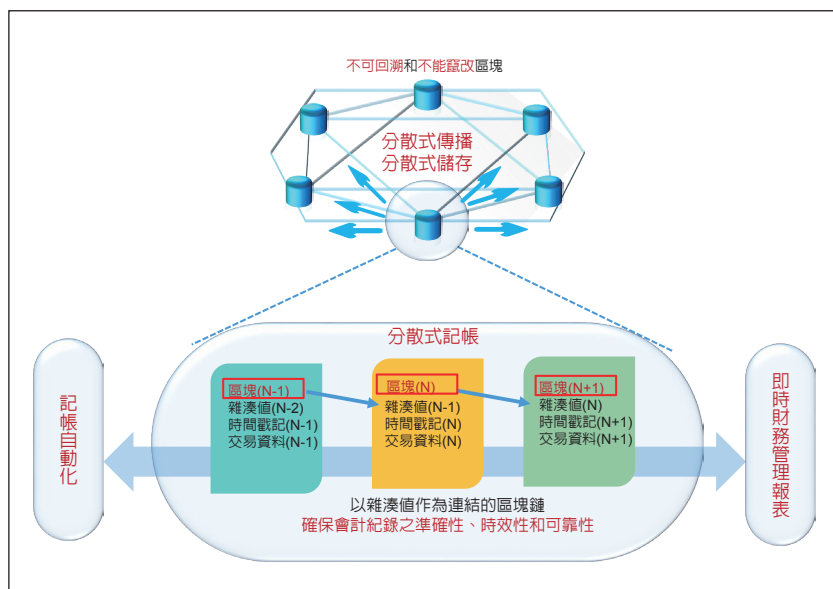 不可回溯和不能竄改區塊
分散式傳播
分散式儲存
分散式記帳
記帳自動化
區塊(N-1)
雜湊值(N-2)
時間戳記(N-1)
交易資料(N-1)
區塊(N)
雜湊值(N-1)
時間戳記(N)
交易資料(N)
區塊(N+1)
雜湊值(N)
時間戳記(N+1)
交易資料(N+1)
即時財務管理報表
以雜湊值作為連結的區塊鏈
確保會計紀錄之準確性、時效性和可靠性